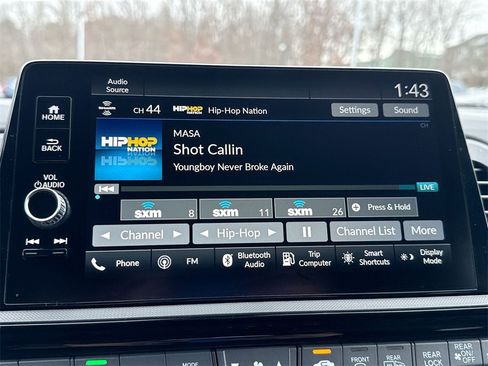 Audio Source
1:43
HOME
BACK
VOL
AUDIO
SiriusXM
CH 44
HIPHOP NATION
Hip-Hop Nation
Settings
Sound
CH
HIPHOP
NATION
MASA
Shot Callin
Youngboy Never Broke Again
LIVE
sxm 8
sxm 11
sxm 26
+ Press & Hold
Channel
Hip-Hop
Channel List
More
Phone
FM
Bluetooth Audio
Trip Computer
Smart Shortcuts
Display Mode
MODE
FRONT
REAR
REAR LOCK
REAR ON/OFF